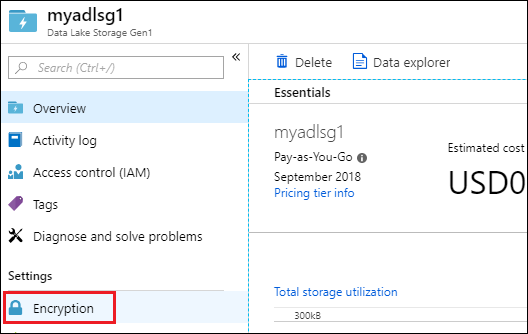 myadlsg1
Data Lake Storage Gen1
Search (Ctrl+/)
«
Overview
Activity log
Access control (IAM)
Tags
Diagnose and solve problems
Settings
Encryption
Delete
Data explorer
Essentials
myadlsg1
Pay-as-You-Go
September 2018
Pricing tier info
Estimated cost
USD0
Total storage utilization
300kB